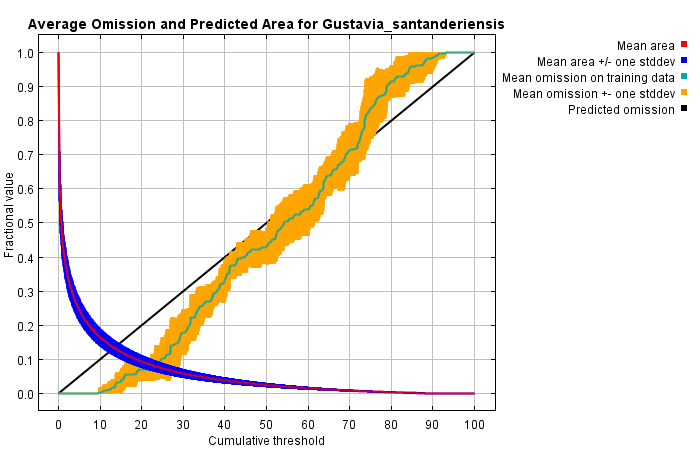 Average Omission and Predicted Area for Gustavia_santanderiensis
Mean area
Mean area +/- one stddev
Mean omission on training data
Mean omission +- one stddev
Predicted omission
Fractional value
1.0
0.9
0.8
0.7
0.6
0.5
0.4
0.3
0.2
0.1
0.0
0 10 20 30 40 50 60 70 80 90 100
Cumulative threshold